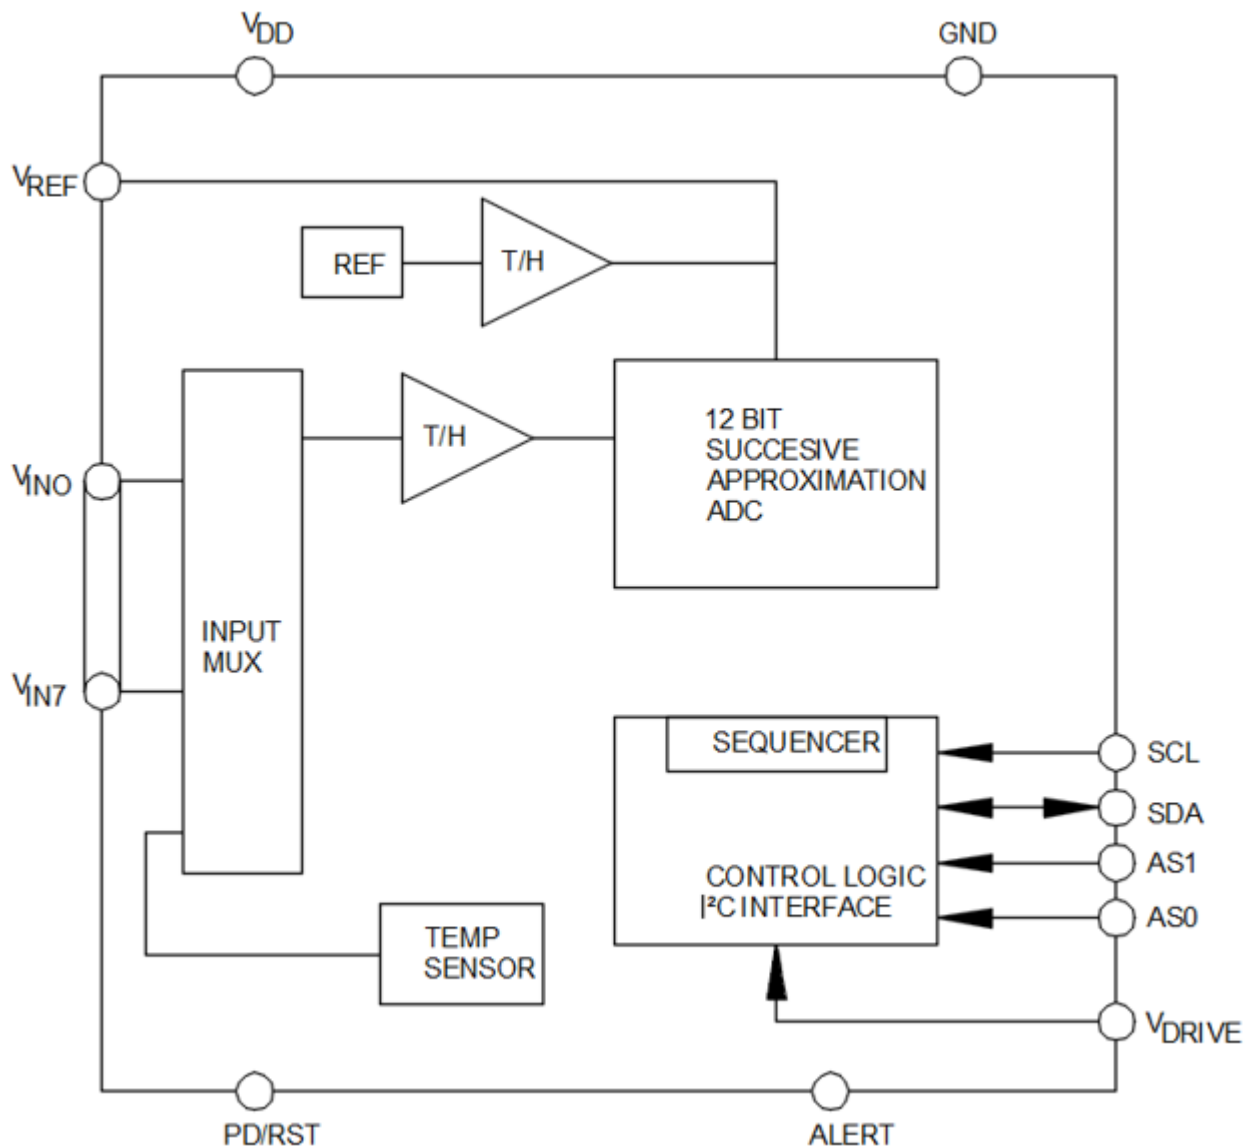 VDD
GND
VREF
REF
T/H
T/H
12 BIT
SUCCESIVE
APPROXIMATION
ADC
VINO
INPUT
MUX
VIN7
SEQUENCER
SCL
SDA
CONTROL LOGIC
I²C INTERFACE
AS1
AS0
TEMP
SENSOR
VDRIVE
PD/RST
ALERT